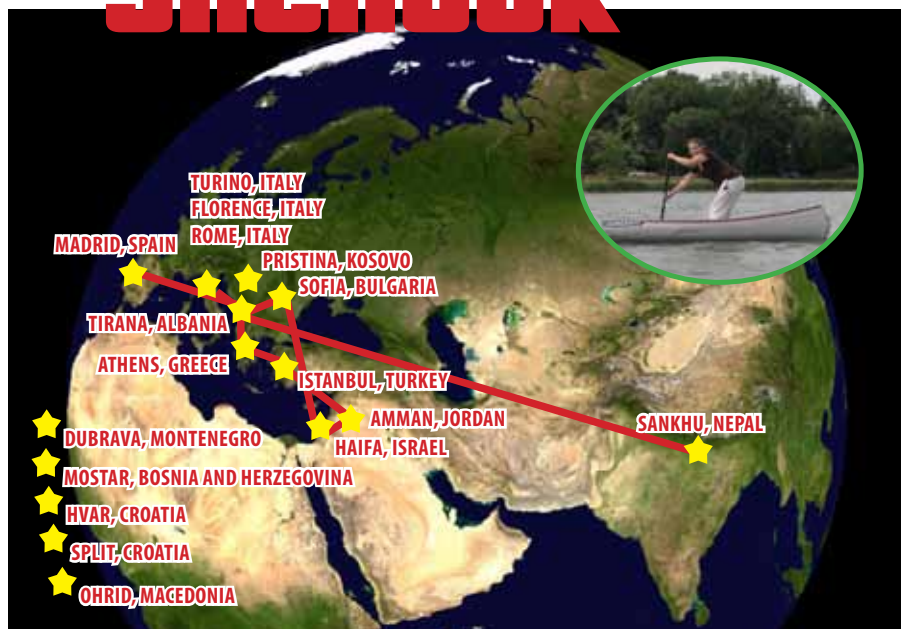 TURINO, ITALY
FLORENCE, ITALY
ROME, ITALY
MADRID, SPAIN
PRISTINA, KOSOVO
SOFIA, BULGARIA
TIRANA, ALBANIA
ATHENS, GREECE
ISTANBUL, TURKEY
AMMAN, JORDAN
SANKHU, NEPAL
HAIFA, ISRAEL
DUBRAVA, MONTENEGRO
MOSTAR, BOSNIA AND HERZEGOVINA
HVAR, CROATIA
SPLIT, CROATIA
OHRID, MACEDONIA